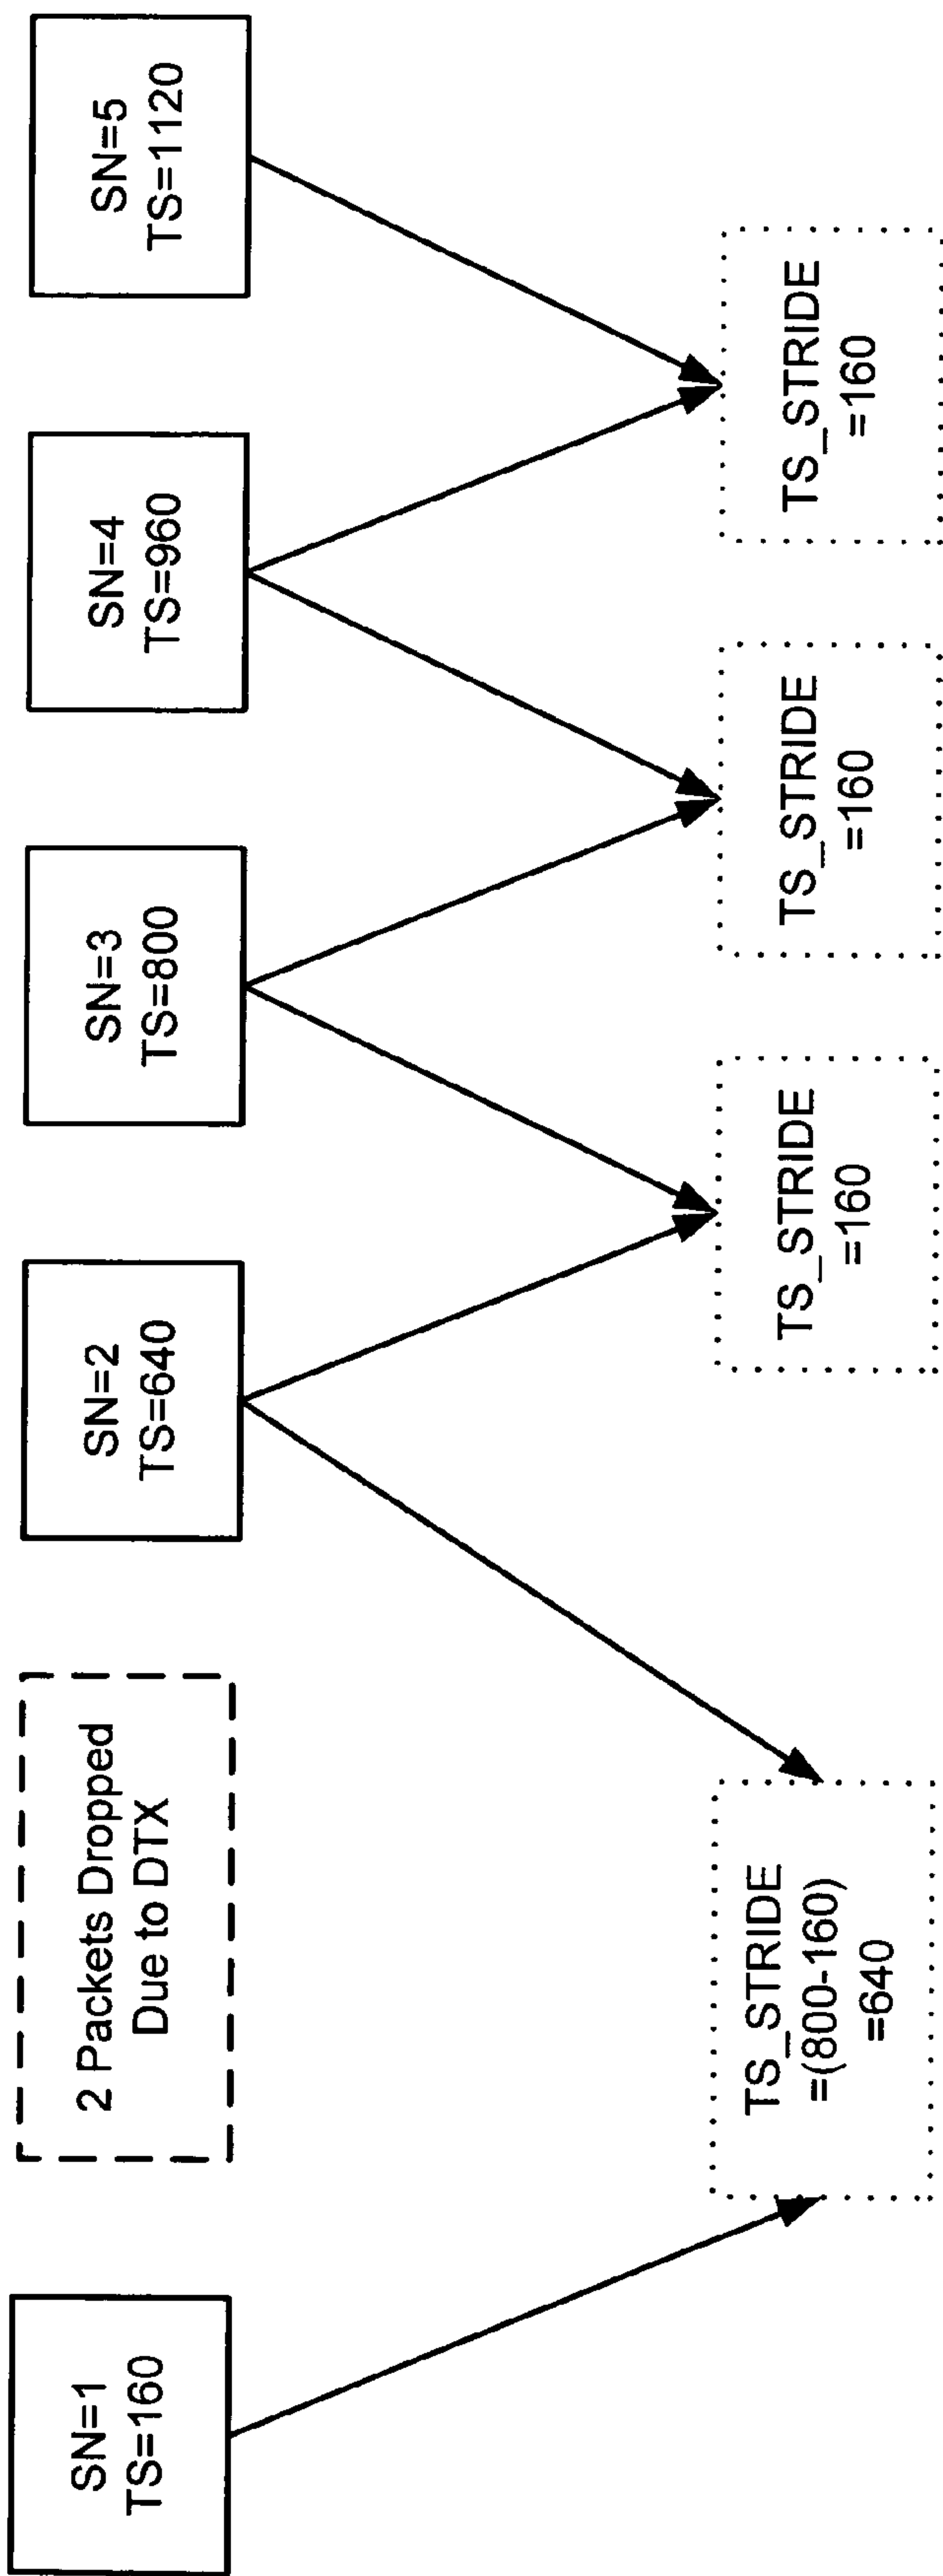 SN=1
TS=160
2 Packets Dropped
Due to DTX
SN=2
TS=640
SN=3
TS=800
SN=4
TS=960
SN=5
TS=1120
TS_STRIDE
=(800-160)
=640
TS_STRIDE
=160
TS_STRIDE
=160
TS_STRIDE
=160